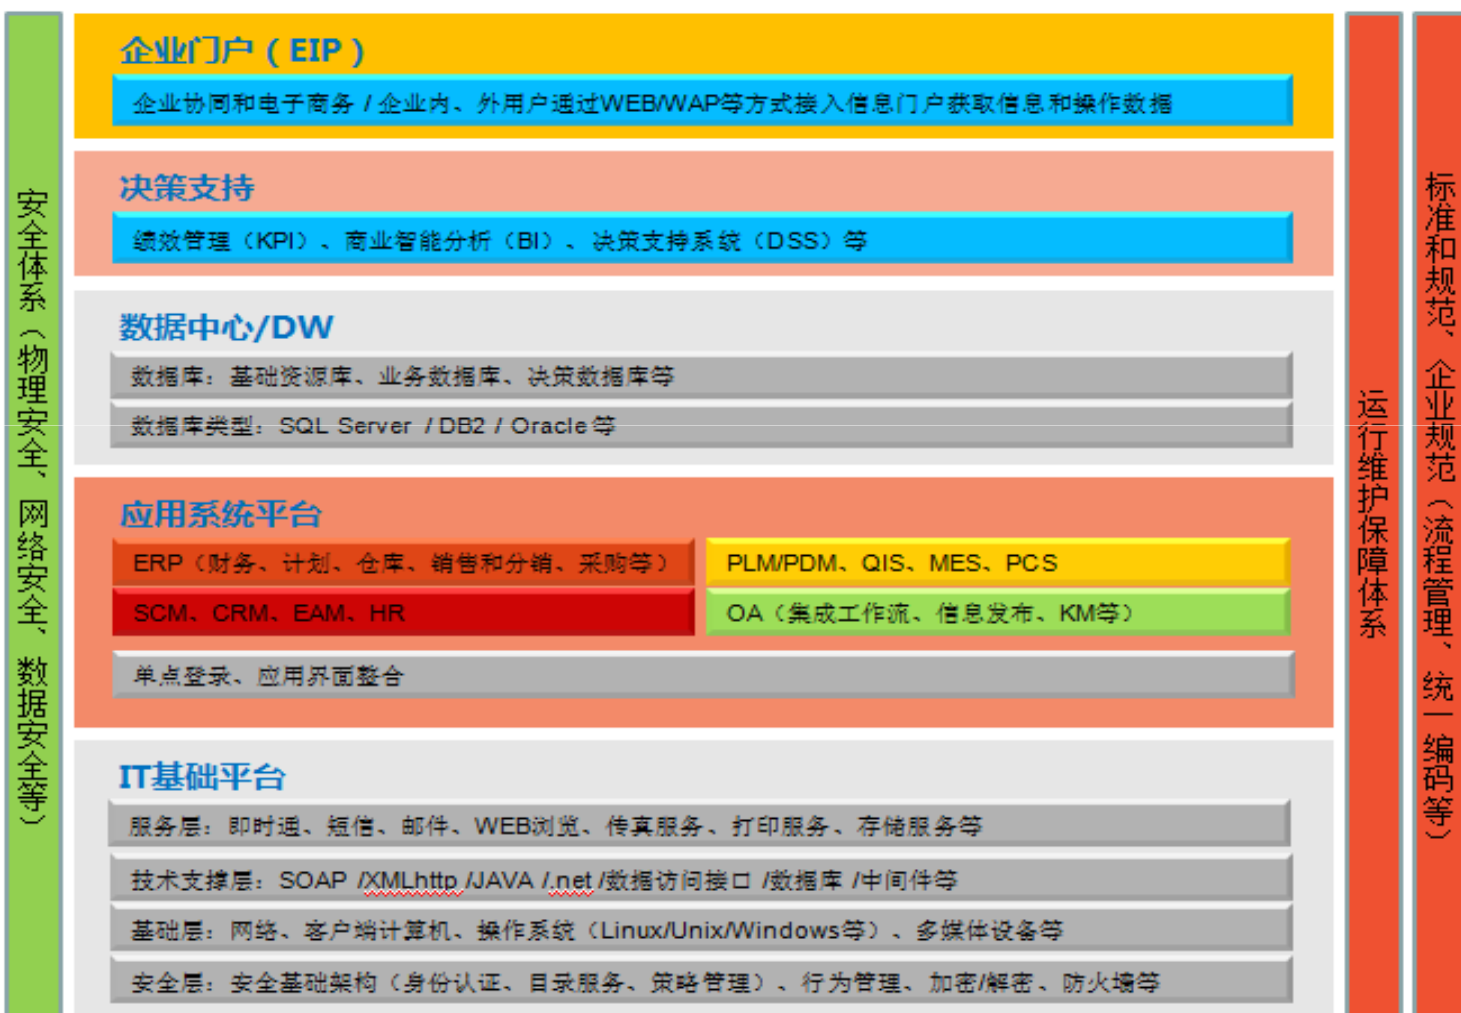 安全体系（物理安全、网络安全、数据安全等）
企业门户（EIP）
企业协同和电子商务 / 企业内、外用户通过WEB/WAP等方式接入信息门户获取信息和操作数据
决策支持
绩效管理（KPI）、商业智能分析（BI）、决策支持系统（DSS）等
数据中心/DW
数据库：基础资源库、业务数据库、决策数据库等
数据库类型：SQL Server / DB2 / Oracle 等
应用系统平台
ERP（财务、计划、仓库、销售和分销、采购等）
PLM/PDM、QIS、MES、PCS
SCM、CRM、EAM、HR
OA（集成工作流、信息发布、KM等）
单点登录、应用界面整合
IT基础平台
服务层：即时通、短信、邮件、WEB浏览、传真服务、打印服务、存储服务等
技术支撑层：SOAP /XMLhttp /JAVA /.net /数据访问接口 /数据库 /中间件等
基础层：网络、客户端计算机、操作系统（Linux/Unix/Windows等）、多媒体设备等
安全层：安全基础架构（身份认证、目录服务、策略管理）、行为管理、加密/解密、防火墙等
运行维护保障体系
标准和规范、企业规范（流程管理、统一编码等）